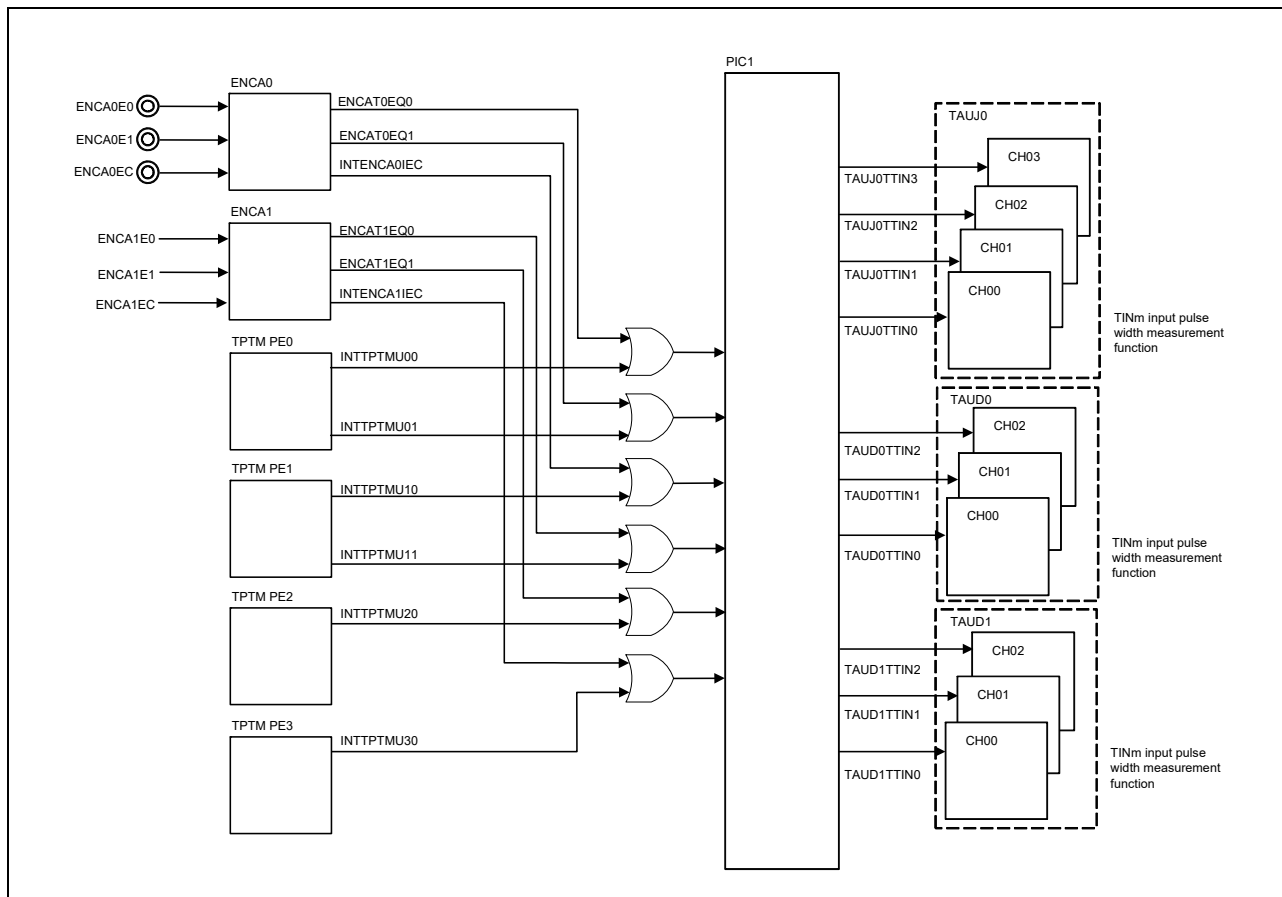 PIC1
ENCA0
ENCA0E0
ENCA0E1
ENCA0EC
ENCAT0EQ0
ENCAT0EQ1
INTENCA0IEC
ENCA1
ENCA1E0
ENCA1E1
ENCA1EC
ENCAT1EQ0
ENCAT1EQ1
INTENCA1IEC
TPTM PE0
INTTPTMU00
INTTPTMU01
TPTM PE1
INTTPTMU10
INTTPTMU11
TPTM PE2
INTTPTMU20
TPTM PE3
INTTPTMU30
TAUJ0
TAUJ0TTIN3
TAUJ0TTIN2
TAUJ0TTIN1
TAUJ0TTIN0
CH03
CH02
CH01
CH00
TINm input pulse
width measurement
function
TAUD0
TAUD0TTIN2
TAUD0TTIN1
TAUD0TTIN0
CH02
CH01
CH00
TINm input pulse
width measurement
function
TAUD1
TAUD1TTIN2
TAUD1TTIN1
TAUD1TTIN0
CH02
CH01
CH00
TINm input pulse
width measurement
function